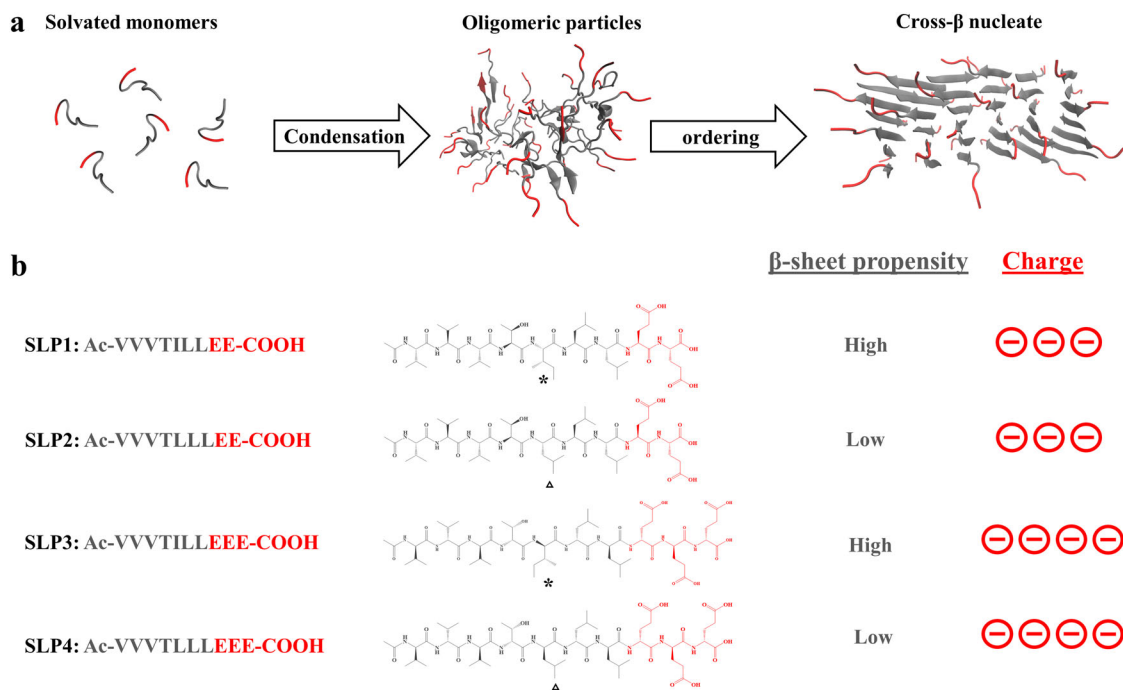 a
Solvated monomers
Oligomeric particles
Cross-β nucleate
Condensation
ordering
b
β-sheet propensity
Charge
SLP1: Ac-VVVTILLEE-COOH
*
High
SLP2: Ac-VVVTLLLEE-COOH
Low
SLP3: Ac-VVVTILLEEE-COOH
*
High
SLP4: Ac-VVVTLLLEEE-COOH
Low